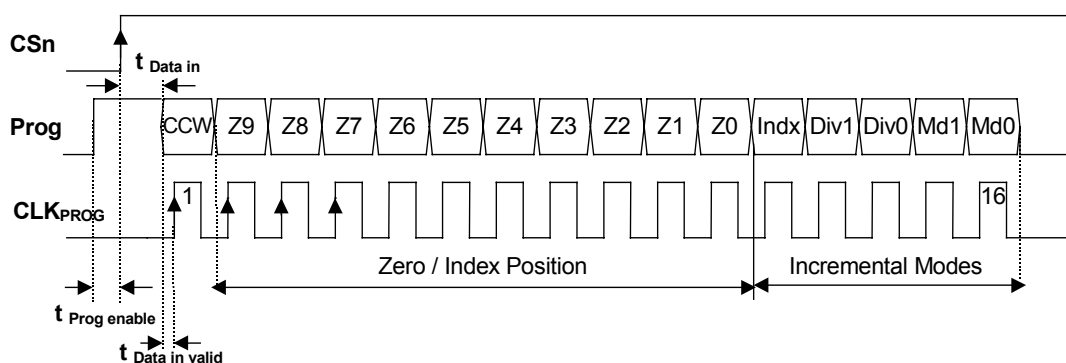 CSn
t Data in
Prog CCW Z9 Z8 Z7 Z6 Z5 Z4 Z3 Z2 Z1 Z0 Indx Div1 Div0 Md1 Md0
CLKPROG 1 16
Zero / Index Position Incremental Modes
t Prog enable
t Data in valid